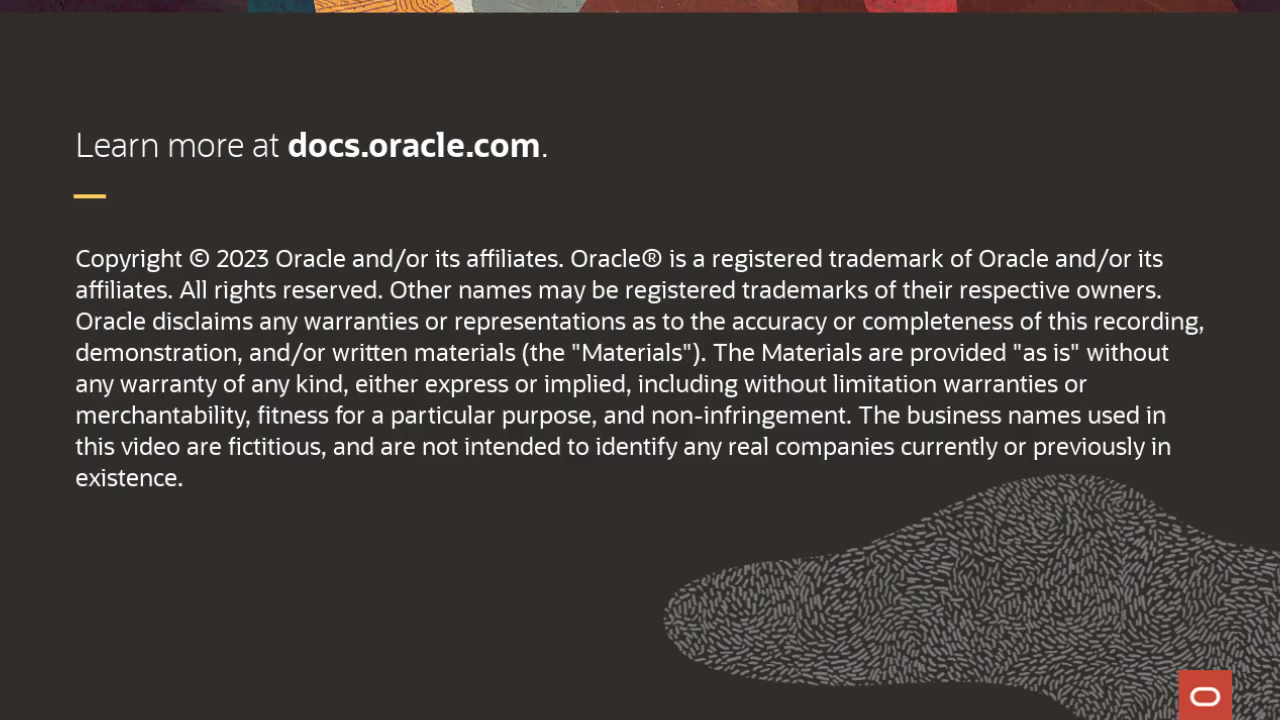 Learn more at docs.oracle.com.
Copyright © 2023 Oracle and/or its affiliates. Oracle® is a registered trademark of Oracle and/or its
affiliates. All rights reserved. Other names may be registered trademarks of their respective owners.
Oracle disclaims any warranties or representations as to the accuracy or completeness of this recording,
demonstration, and/or written materials (the "Materials"). The Materials are provided "as is" without
any warranty of any kind, either express or implied, including without limitation warranties or
merchantability, fitness for a particular purpose, and non-infringement. The business names used in
this video are fictitious, and are not intended to identify any real companies currently or previously in
existence.